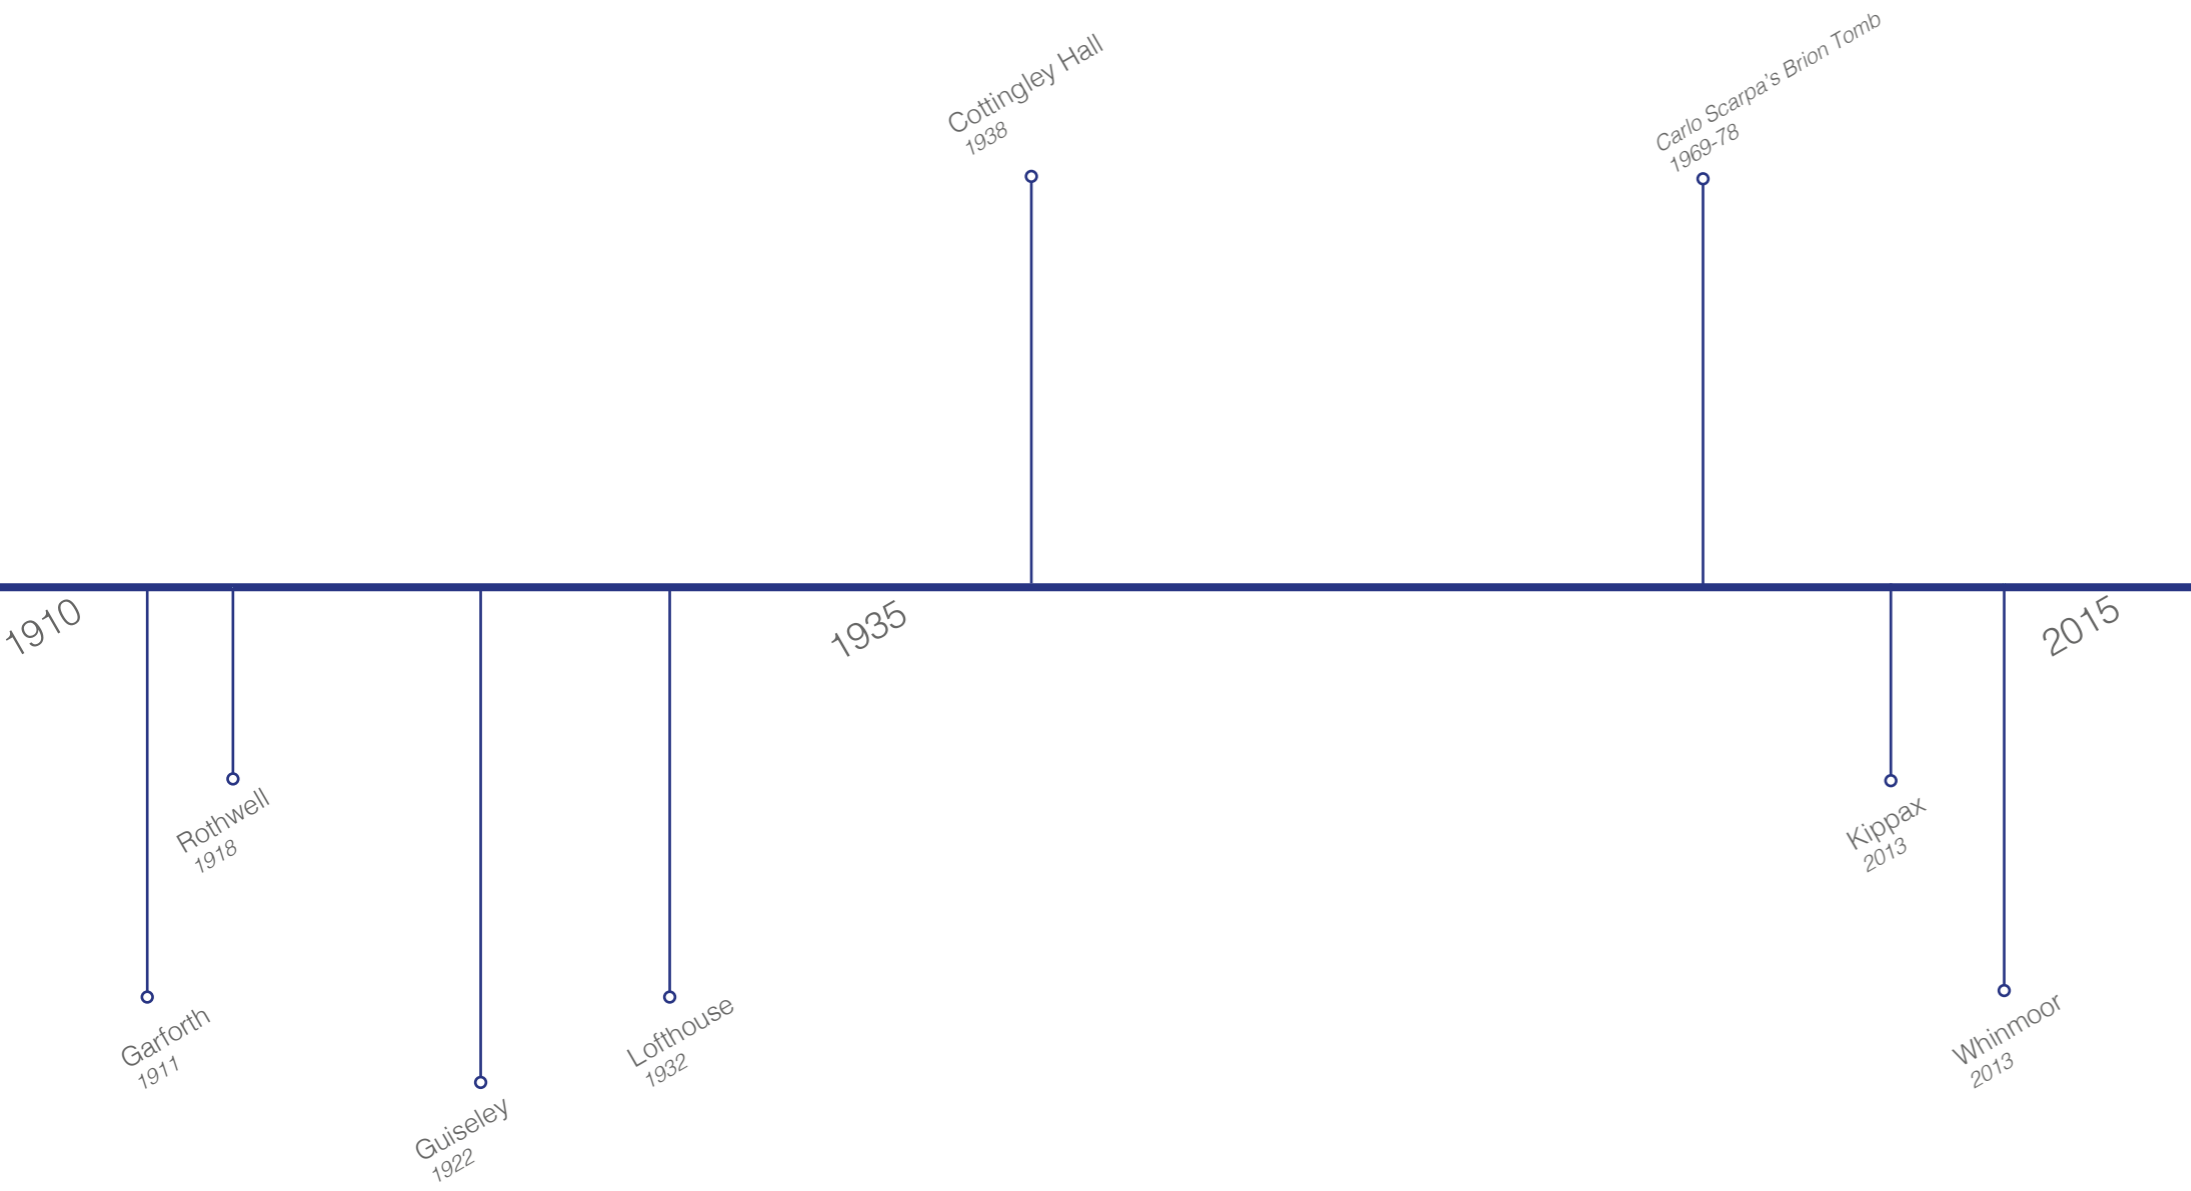 Cottingley Hall
1938
Carlo Scarpa's Brion Tomb
1969-78
1910
1935
2015
Rothwell
1918
Kippax
2013
Garforth
1911
Lofthouse
1932
Whinmoor
2013
Guiseley
1922